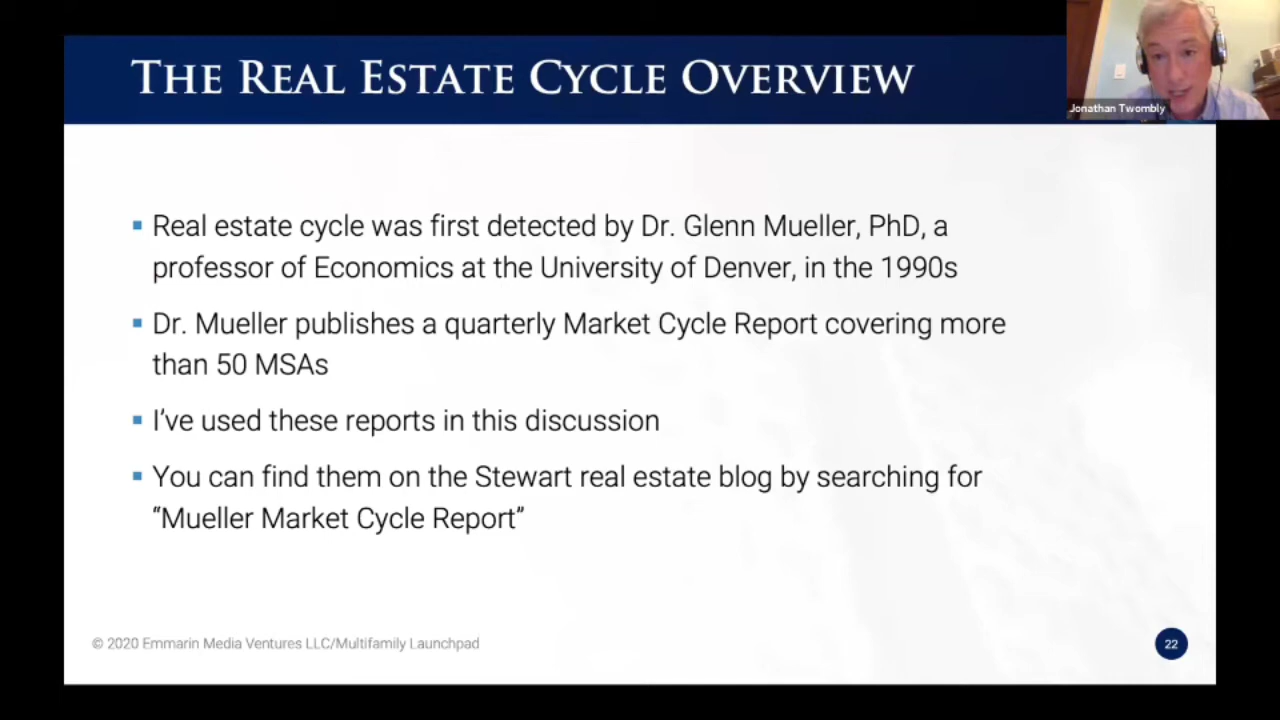 THE REAL ESTATE CYCLE OVERVIEW
Jonathan Twombly
▪ Real estate cycle was first detected by Dr. Glenn Mueller, PhD, a
professor of Economics at the University of Denver, in the 1990s
▪ Dr. Mueller publishes a quarterly Market Cycle Report covering more
than 50 MSAs
▪ I’ve used these reports in this discussion
▪ You can find them on the Stewart real estate blog by searching for
“Mueller Market Cycle Report”
© 2020 Emmarin Media Ventures LLC/Multifamily Launchpad
22